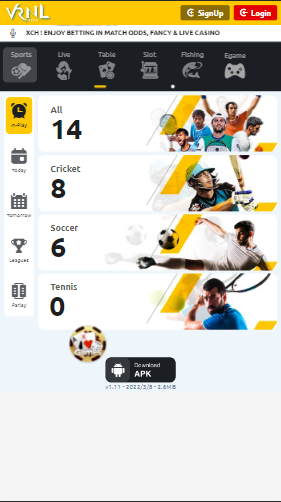 VRNL
SignUp
Login
XCH ! ENJOY BETTING IN MATCH ODDS, FANCY & LIVE CASINO
Sports
Live
Table
Slot
Fishing
Egame
In-Play
Today
Tomorrow
Leagues
Parlay
All
14
Cricket
8
Soccer
6
Tennis
0
Games
Download
APK
v1.11 - 2022/3/8 - 2.6MB